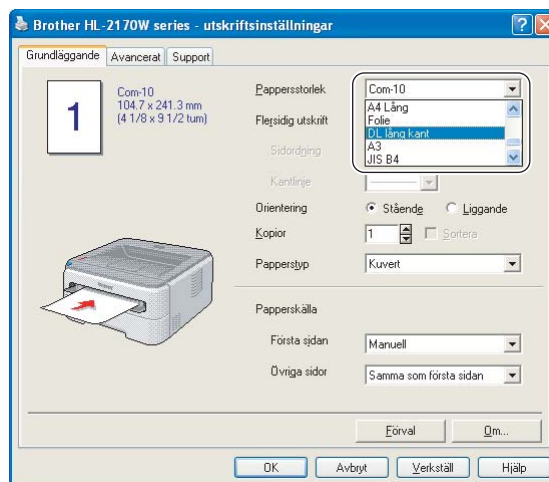 Brother HL-2170W series - utskriftsinställningar
Grundläggande Avancerat Support
1
Com-10
104.7 x 241.3 mm
(4 1/8 x 9 1/2 tum)
Pappersstorlek Com-10
A4 Lång
Folie
DL lång kant
A3
JIS B4
Flersidig utskrift
Sidordning
Kantlinje
Orientering Stående Liggande
Kopior 1 Sortera
Papperstyp Kuvert
Papperskälla
Första sidan Manuell
Övriga sidor Samma som första sidan
Förval Om...
OK Avbryt Verkställ Hjälp